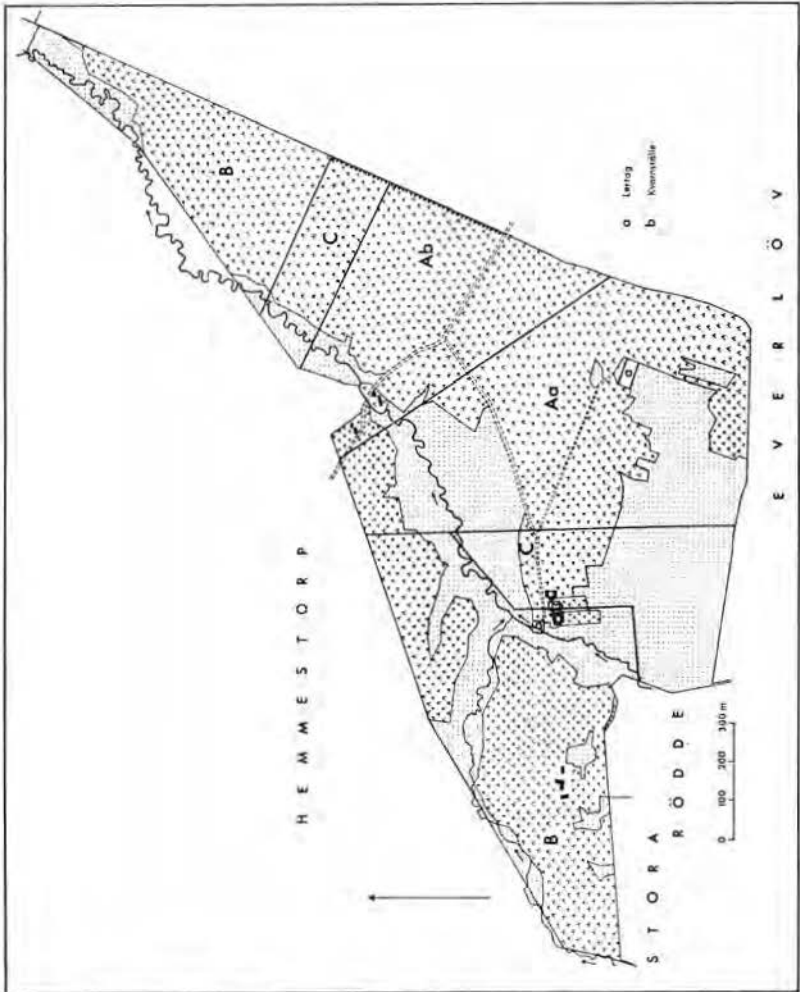 HEMMESTORP
B
C
Ab
Aa
C
B
a
b
STORA
RÖDDE
0 100 200 300 m
EVERLÖV
a Lertag
b Kvarnställe